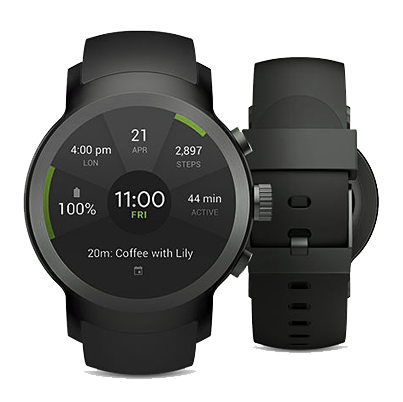 21
APR
4:00 pm
LON
2,897
STEPS
100%
11:00
FRI
44 min
ACTIVE
20m: Coffee with Lily